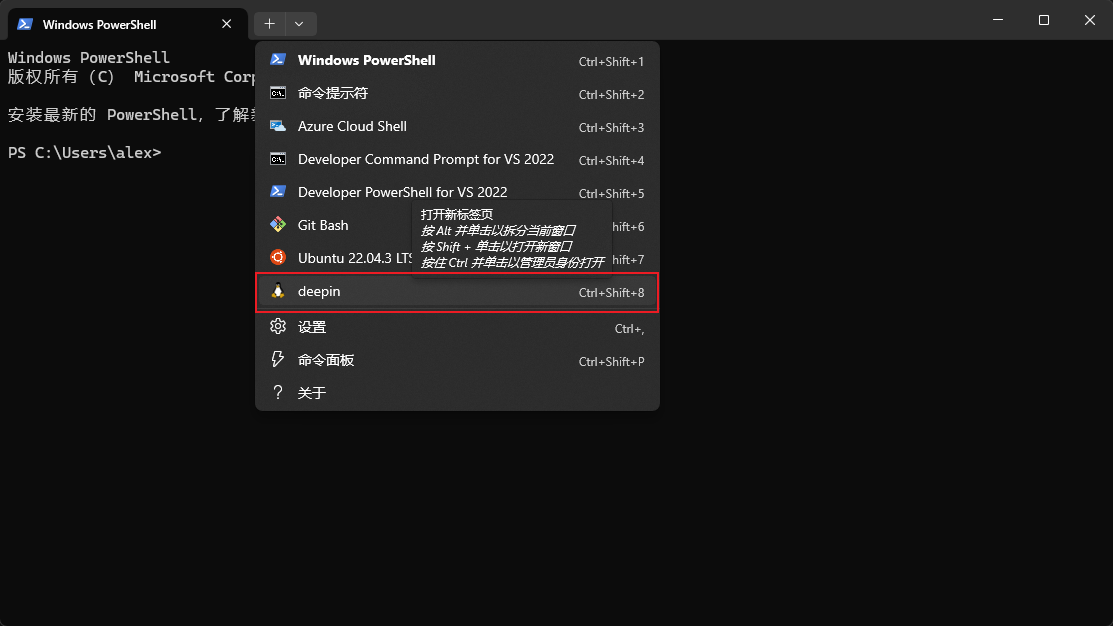 Windows PowerShell
Windows PowerShell
版权所有 (C) Microsoft Corp
安装最新的 PowerShell，了解
PS C:\Users\alex>
Windows PowerShell Ctrl+Shift+1
命令提示符 Ctrl+Shift+2
Azure Cloud Shell Ctrl+Shift+3
Developer Command Prompt for VS 2022 Ctrl+Shift+4
Developer PowerShell for VS 2022 Ctrl+Shift+5
Git Bash hift+6
Ubuntu 22.04.3 LTS hift+7
打开新标签页
按 Alt 并单击以拆分当前窗口
按 Shift + 单击以打开新窗口
按住 Ctrl 并单击以管理员身份打开
deepin Ctrl+Shift+8
设置 Ctrl+,
命令面板 Ctrl+Shift+P
关于